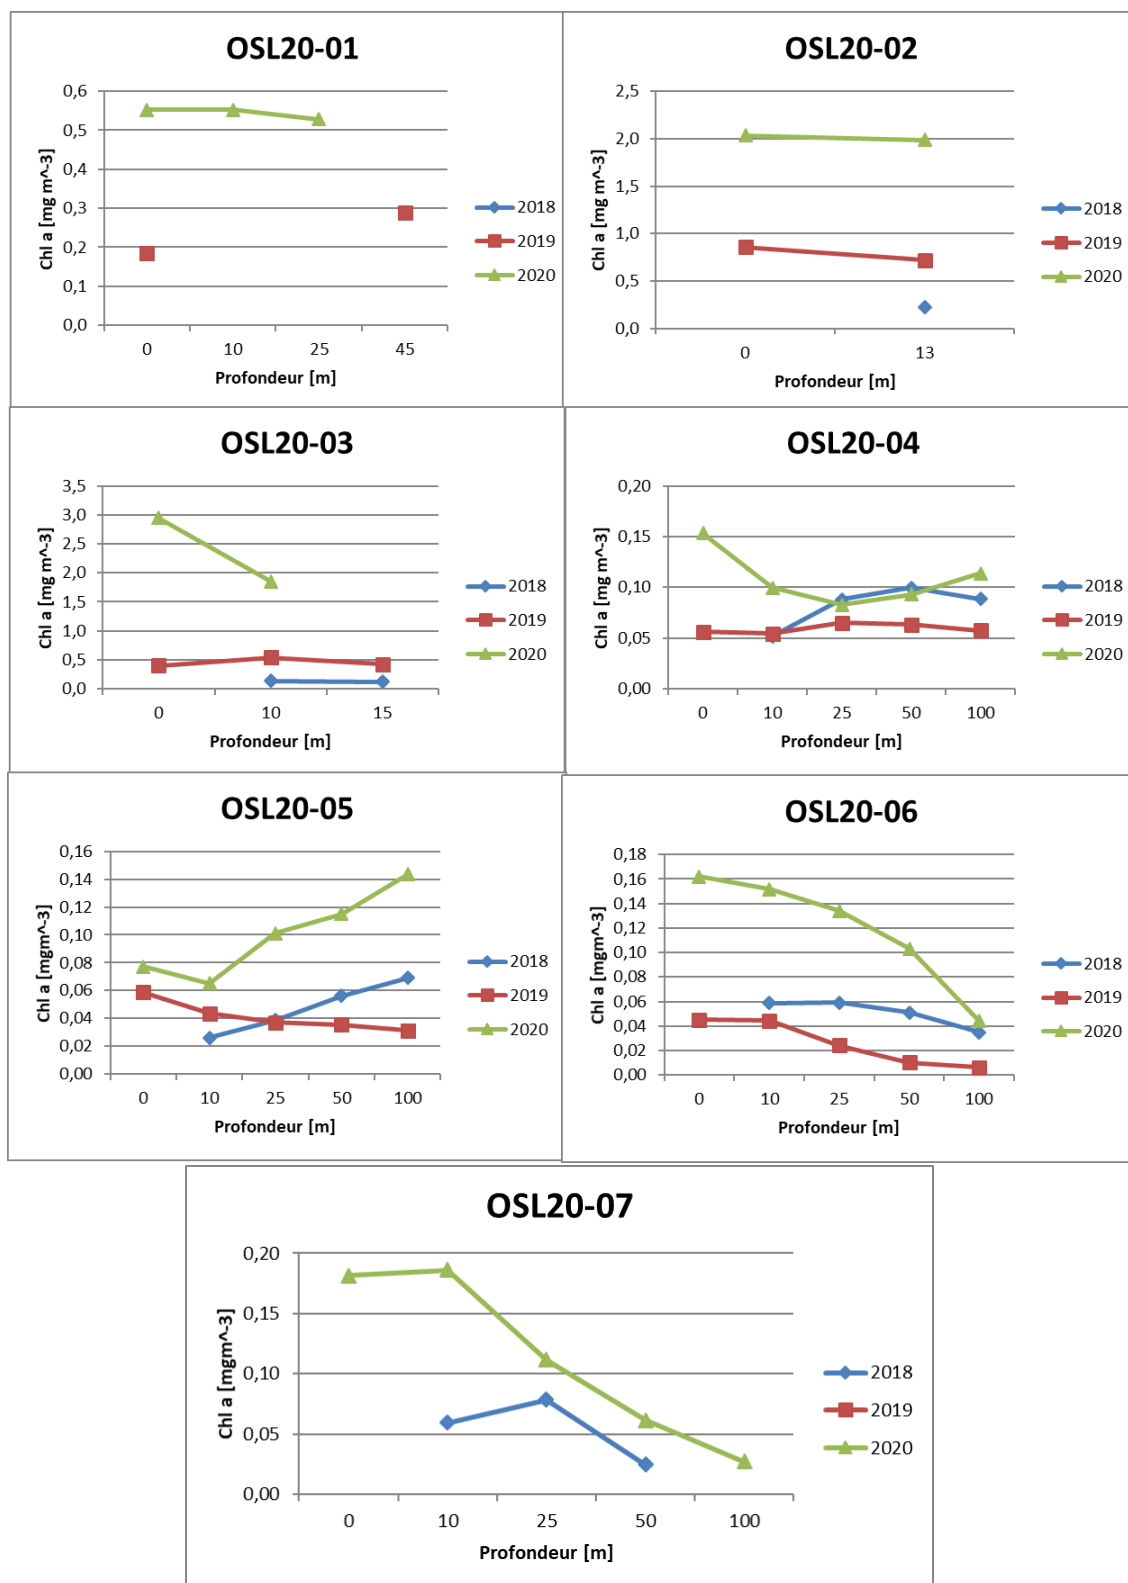 OSL20-01
Chl a [mg m^-3]
0,6
0,5
0,4
0,3
0,2
0,1
0,0
0 10 25 45
Profondeur [m]
2018
2019
2020
OSL20-02
Chl a [mg m^-3]
2,5
2,0
1,5
1,0
0,5
0,0
0 13
Profondeur [m]
2018
2019
2020
OSL20-03
Chl a [mg m^-3]
3,5
3,0
2,5
2,0
1,5
1,0
0,5
0,0
0 10 15
Profondeur [m]
2018
2019
2020
OSL20-04
Chl a [mg m^-3]
0,20
0,15
0,10
0,05
0,00
0 10 25 50 100
Profondeur [m]
2018
2019
2020
OSL20-05
Chl a [mgm^-3]
0,16
0,14
0,12
0,10
0,08
0,06
0,04
0,02
0,00
0 10 25 50 100
Profondeur [m]
2018
2019
2020
OSL20-06
Chl a [mgm^-3]
0,18
0,16
0,14
0,12
0,10
0,08
0,06
0,04
0,02
0,00
0 10 25 50 100
Profondeur [m]
2018
2019
2020
OSL20-07
Chl a [mgm^-3]
0,20
0,15
0,10
0,05
0,00
0 10 25 50 100
Profondeur [m]
2018
2019
2020